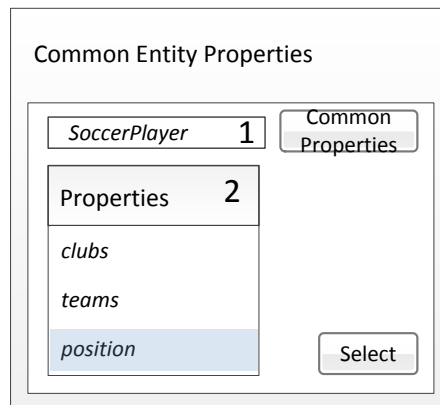 Common Entity Properties
SoccerPlayer 1
Common
Properties
Properties 2
clubs
teams
position
Select